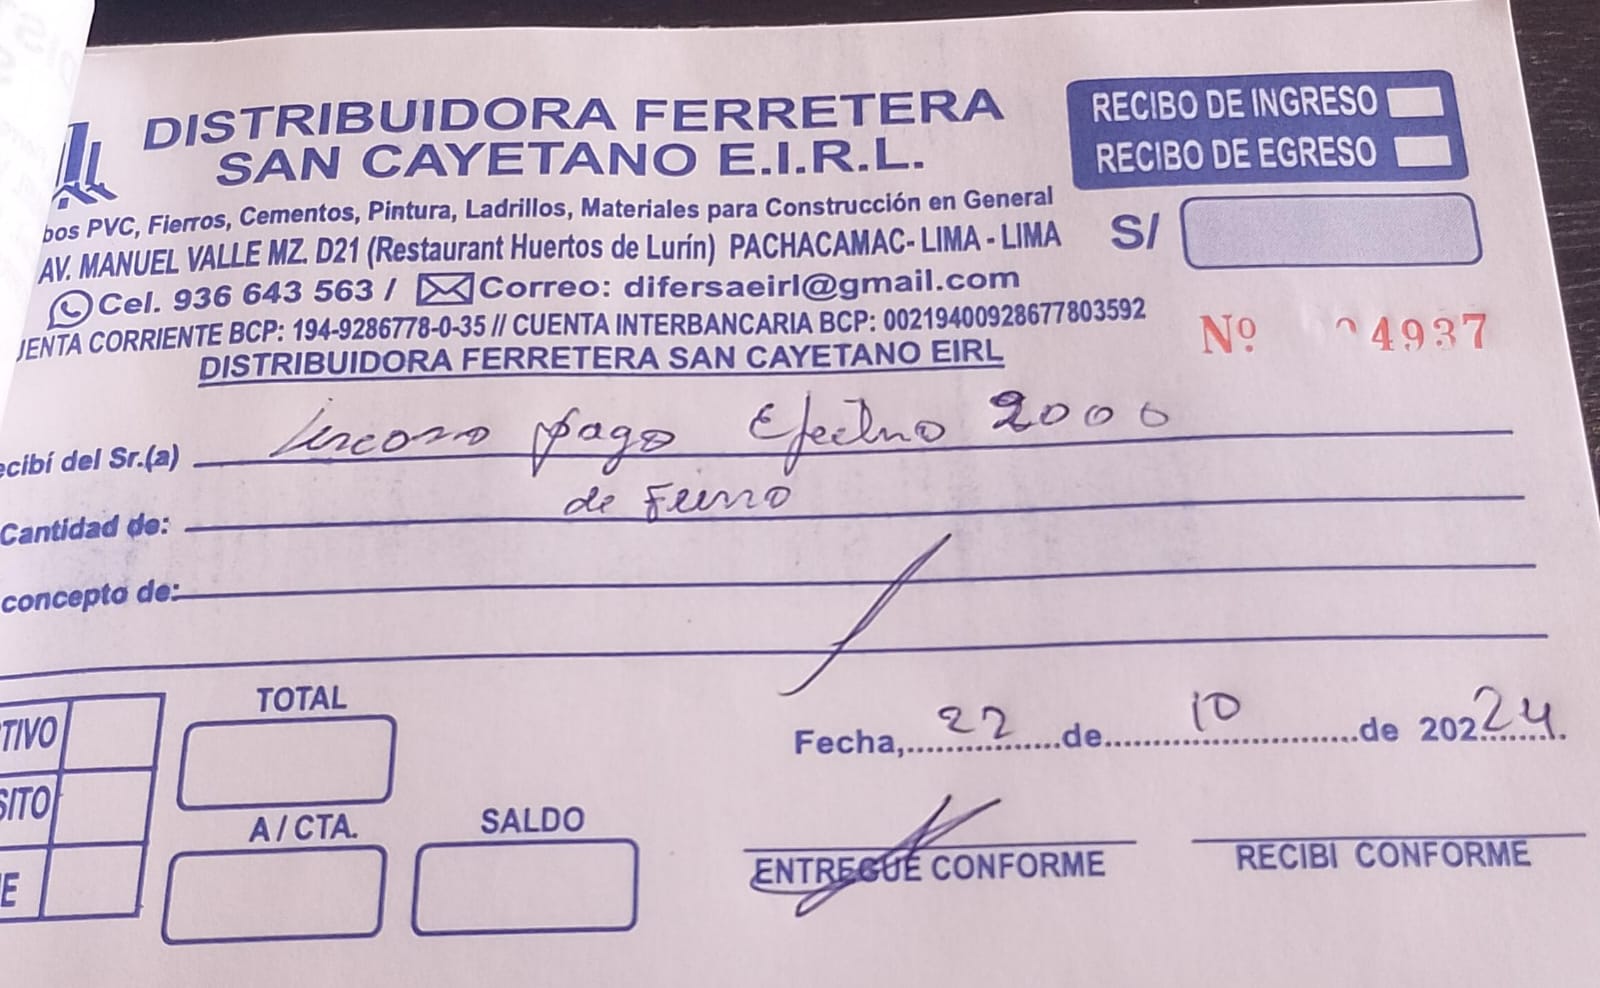 DISTRIBUIDORA FERRETERA
SAN CAYETANO E.I.R.L.
bos PVC, Fierros, Cementos, Pintura, Ladrillos, Materiales para Construcción en General
AV. MANUEL VALLE MZ. D21 (Restaurant Huertos de Lurín) PACHACAMAC- LIMA - LIMA
Cel. 936 643 563 / Correo: difersaeirl@gmail.com
UENTA CORRIENTE BCP: 194-9286778-0-35 // CUENTA INTERBANCARIA BCP: 00219400928677803592
DISTRIBUIDORA FERRETERA SAN CAYETANO EIRL
RECIBO DE INGRESO
RECIBO DE EGRESO
S/
Nº 4937
ecibí del Sr.(a) pago Efectivo 2000
de Fierro
Cantidad de:
concepto de:
TIVO
SITO
E
TOTAL
A / CTA.
SALDO
Fecha, 22 de 10 de 202 24
ENTREGUE CONFORME
RECIBI CONFORME